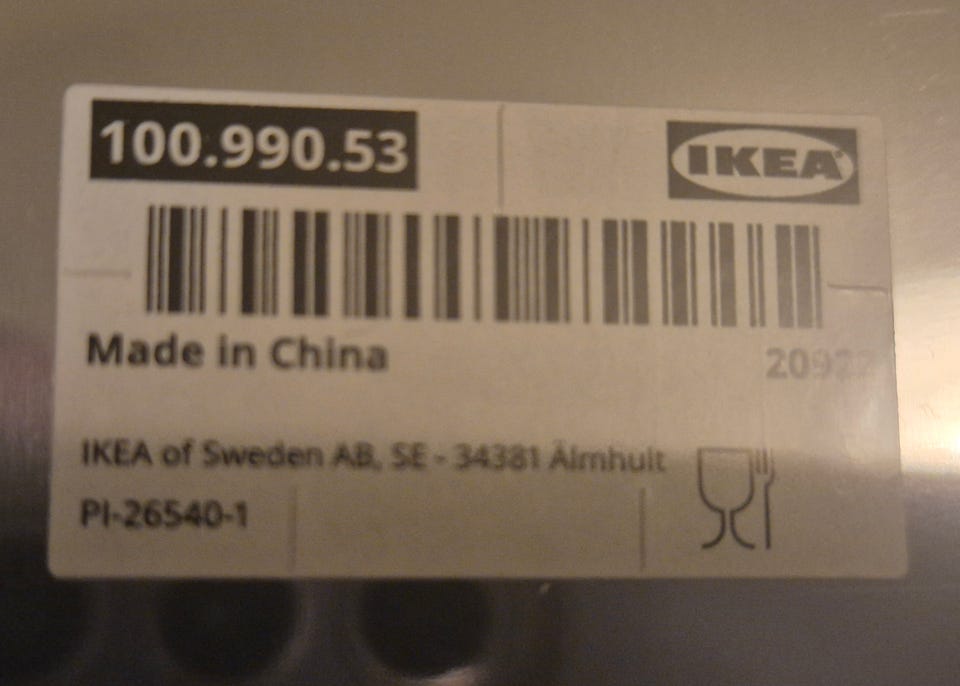 100.990.53
IKEA
Made in China
IKEA of Sweden AB, SE - 34381 Älmhult
PI-26540-1